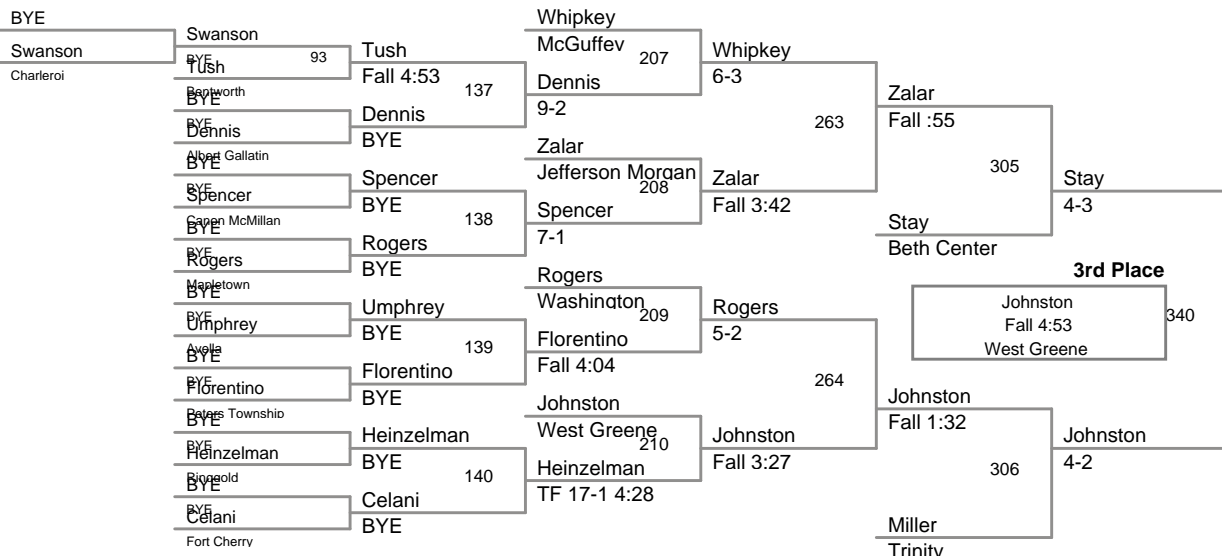 BYE
Swanson
Charleroi
Swanson
BYE
93
Tush
Bentworth
BYE
BYE
Dennis
Albert Gallatin
BYE
BYE
Spencer
Canon McMillan
BYE
BYE
Rogers
Mapletown
BYE
BYE
Umphrey
Avella
BYE
BYE
Florentino
Peters Township
BYE
BYE
Heinzelman
Ringgold
BYE
BYE
Celani
Fort Cherry
Tush
Fall 4:53
137
Dennis
BYE
Spencer
BYE
138
Rogers
BYE
Umphrey
BYE
139
Florentino
BYE
Heinzelman
BYE
140
Celani
BYE
Whipkey
McGuffey
207
Dennis
9-2
Zalar
Jefferson Morgan
208
Spencer
7-1
Rogers
Washington
209
Florentino
Fall 4:04
Johnston
West Greene
210
Heinzelman
TF 17-1 4:28
Whipkey
6-3
263
Zalar
Fall 3:42
Rogers
5-2
264
Johnston
Fall 3:27
Zalar
Fall :55
305
Stay
Beth Center
Stay
4-3
3rd Place
Johnston
Fall 4:53
West Greene
340
Johnston
Fall 1:32
306
Miller
Trinity
Johnston
4-2